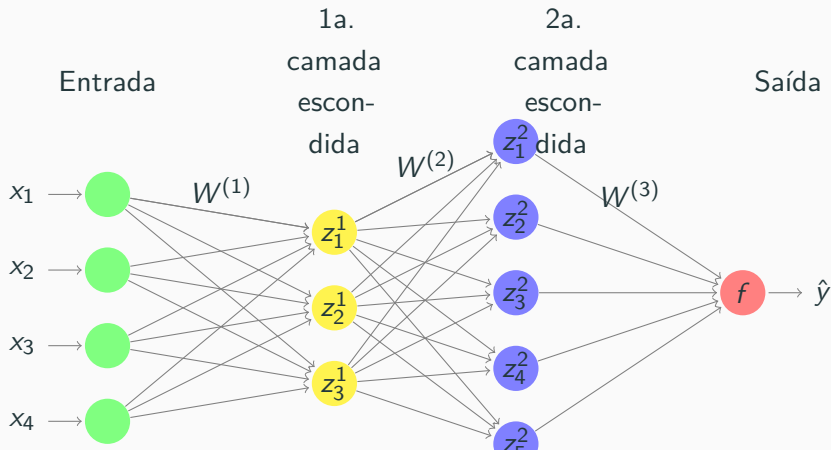 Entrada
1a.
camada
escon-
dida
2a.
camada
escon-
dida
Saída
W^(1)
W^(2)
W^(3)
x₁
x₂
x₃
x₄
z₁¹
z₂¹
z₃¹
z₁²
z₂²
z₃²
z₄²
z₅²
f
ŷ